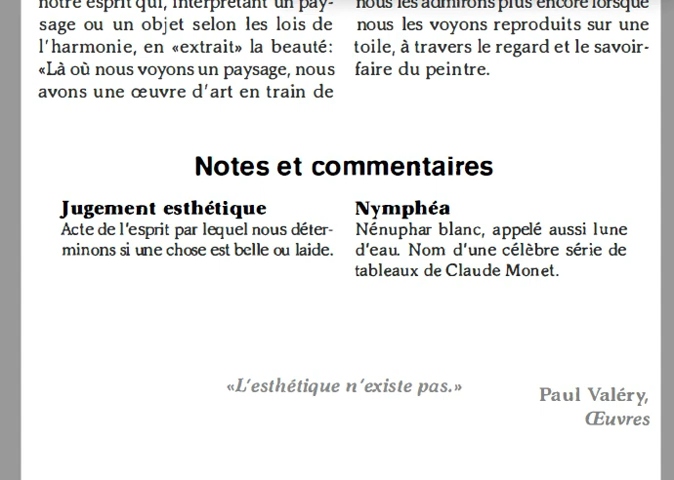 notre esprit qui, interprétant un pay-
sage ou un objet selon les lois de
l'harmonie, en «extrait» la beauté:
«Là où nous voyons un paysage, nous
avons une œuvre d'art en train de
nous les admirons plus encore lorsque
nous les voyons reproduits sur une
toile, à travers le regard et le savoir-
faire du peintre.
Notes et commentaires
Jugement esthétique
Acte de l'esprit par lequel nous déter-
minons si une chose est belle ou laide.
Nymphéa
Nénuphar blanc, appelé aussi lune
d'eau. Nom d'une célèbre série de
tableaux de Claude Monet.
«L'esthétique n'existe pas.»
Paul Valéry,
Œuvres